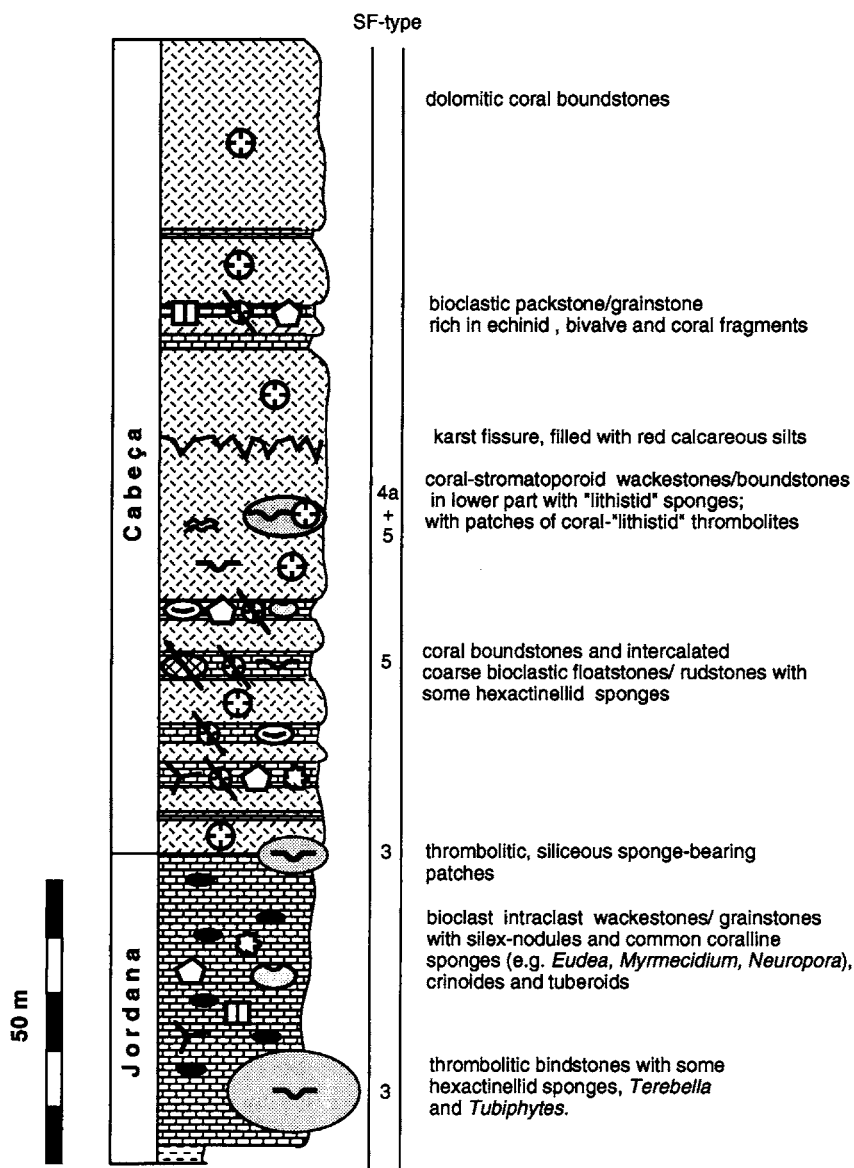 SF-type
dolomitic coral boundstones
bioclastic packstone/grainstone
rich in echinid , bivalve and coral fragments
karst fissure, filled with red calcareous silts
Cabeça
4a
+
5
coral-stromatoporoid wackestones/boundstones
in lower part with "lithistid" sponges;
with patches of coral-"lithistid" thrombolites
5
coral boundstones and intercalated
coarse bioclastic floatstones/ rudstones with
some hexactinellid sponges
3
thrombolitic, siliceous sponge-bearing
patches
bioclast intraclast wackestones/ grainstones
with silex-nodules and common coralline
sponges (e.g. Eudea, Myrmecidium, Neuropora),
crinoides and tuberoids
50 m
Jordana
3
thrombolitic bindstones with some
hexactinellid sponges, Terebella
and Tubiphytes.